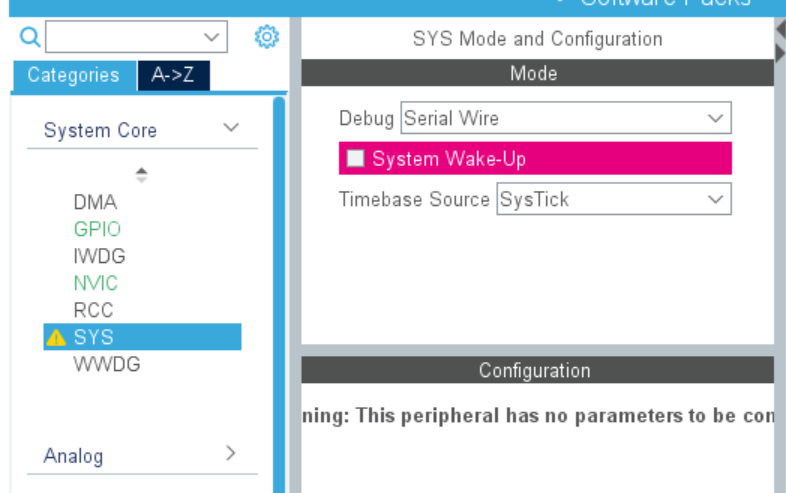 Software Packs
SYS Mode and Configuration
Categories A->Z
Mode
System Core
Debug Serial Wire
System Wake-Up
Timebase Source SysTick
DMA
GPIO
IWDG
NVIC
RCC
SYS
WWDG
Configuration
ning: This peripheral has no parameters to be con
Analog